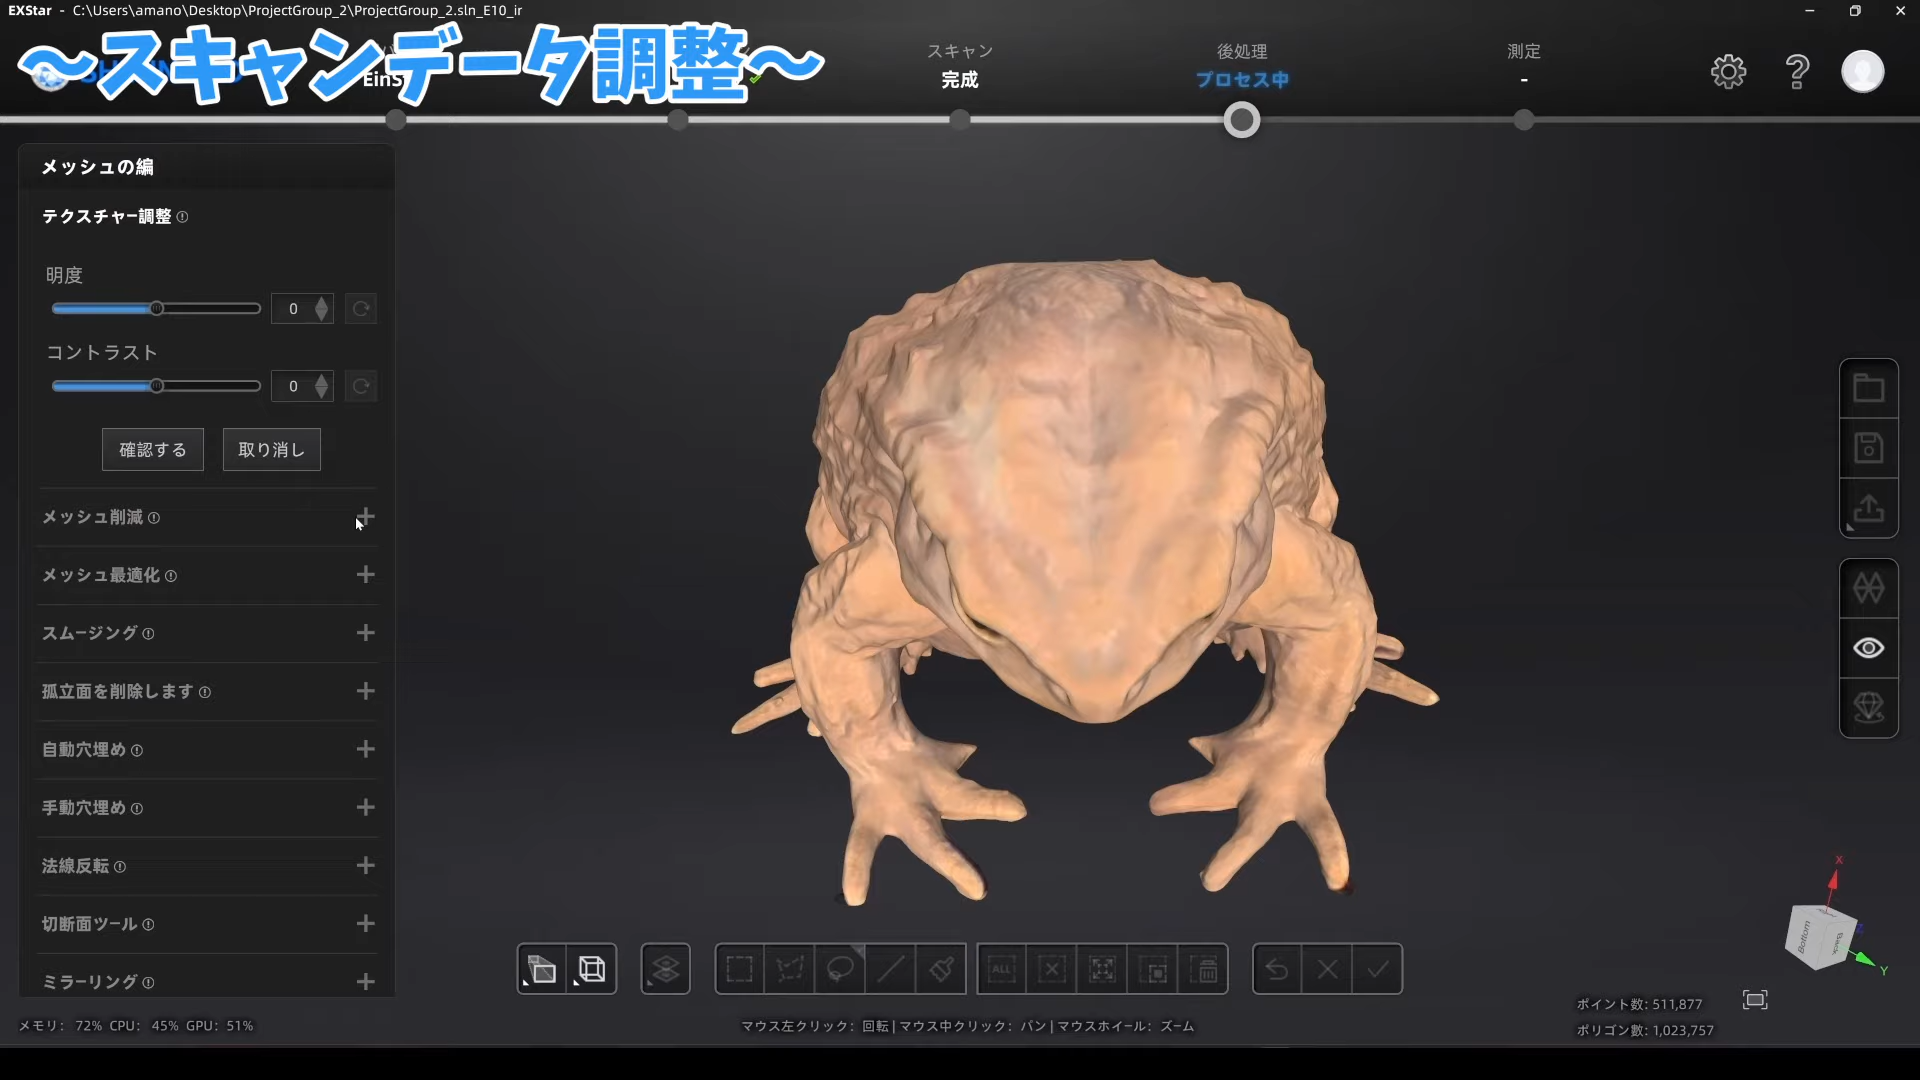 EXStar - C:\Users\amano\Desktop\ProjectGroup_2\ProjectGroup_2.sln_E10_ir
～スキャンデータ調整～
EinS
スキャン
完成
後処理
プロセス中
測定
-
メッシュの編
テクスチャー調整
明度
0
コントラスト
0
確認する
取り消し
メッシュ削減
メッシュ最適化
スムージング
孤立面を削除します
自動穴埋め
手動穴埋め
法線反転
切断面ツール
ミラーリング
ALL
X
Bottom
Back
Y
ポイント数: 511,877
ポリゴン數: 1,023,757
メモリ: 72% CPU: 45% GPU: 51%
マウス左クリック: 回転 | マウス中クリック: パン | マウスホイール: ズーム